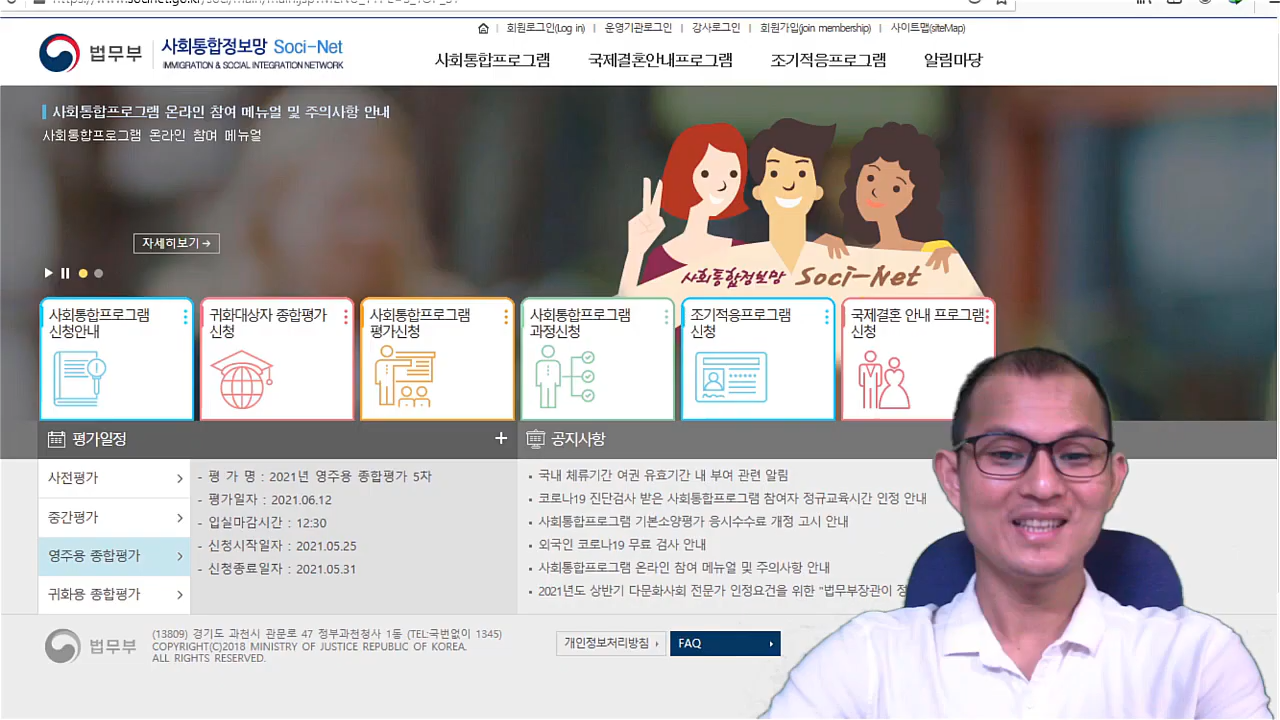 회원로그인(Log in)
운영기관로그인
강사로그인
회원가입(join membership)
사이트맵(siteMap)
법무부
사회통합정보망 Soci-Net
IMMIGRATION & SOCIAL INTEGRATION NETWORK
사회통합프로그램
국제결혼안내프로그램
조기적응프로그램
알림마당
사회통합프로그램 온라인 참여 메뉴얼 및 주의사항 안내
사회통합프로그램 온라인 참여 메뉴얼
자세히보기→
사회통합정보망 Soci-Net
사회통합프로그램
신청안내
귀화대상자 종합평가
신청
사회통합프로그램
평가신청
사회통합프로그램
과정신청
조기적응프로그램
신청
국제결혼 안내 프로그램
신청
평가일정 +
사전평가
중간평가
영주용 종합평가
귀화용 종합평가
- 평 가 명 : 2021년 영주용 종합평가 5차
- 평가일자 : 2021.06.12
- 입실마감시간 : 12:30
- 신청시작일자 : 2021.05.25
- 신청종료일자 : 2021.05.31
공지사항
국내 체류기간 여권 유효기간 내 부여 관련 알림
코로나19 진단검사 받은 사회통합프로그램 참여자 정규교육시간 인정 안내
사회통합프로그램 기본소양평가 응시수수료 개정 고시 안내
외국인 코로나19 무료 검사 안내
사회통합프로그램 온라인 참여 메뉴얼 및 주의사항 안내
2021년도 상반기 다문화사회 전문가 인정요건을 위한 "법무부장관이 정
법무부
(13809) 경기도 과천시 관문로 47 정부과천청사 1동 (TEL:국번없이 1345)
COPYRIGHT(C)2018 MINISTRY OF JUSTICE REPUBLIC OF KOREA.
ALL RIGHTS RESERVED.
개인정보처리방침
FAQ